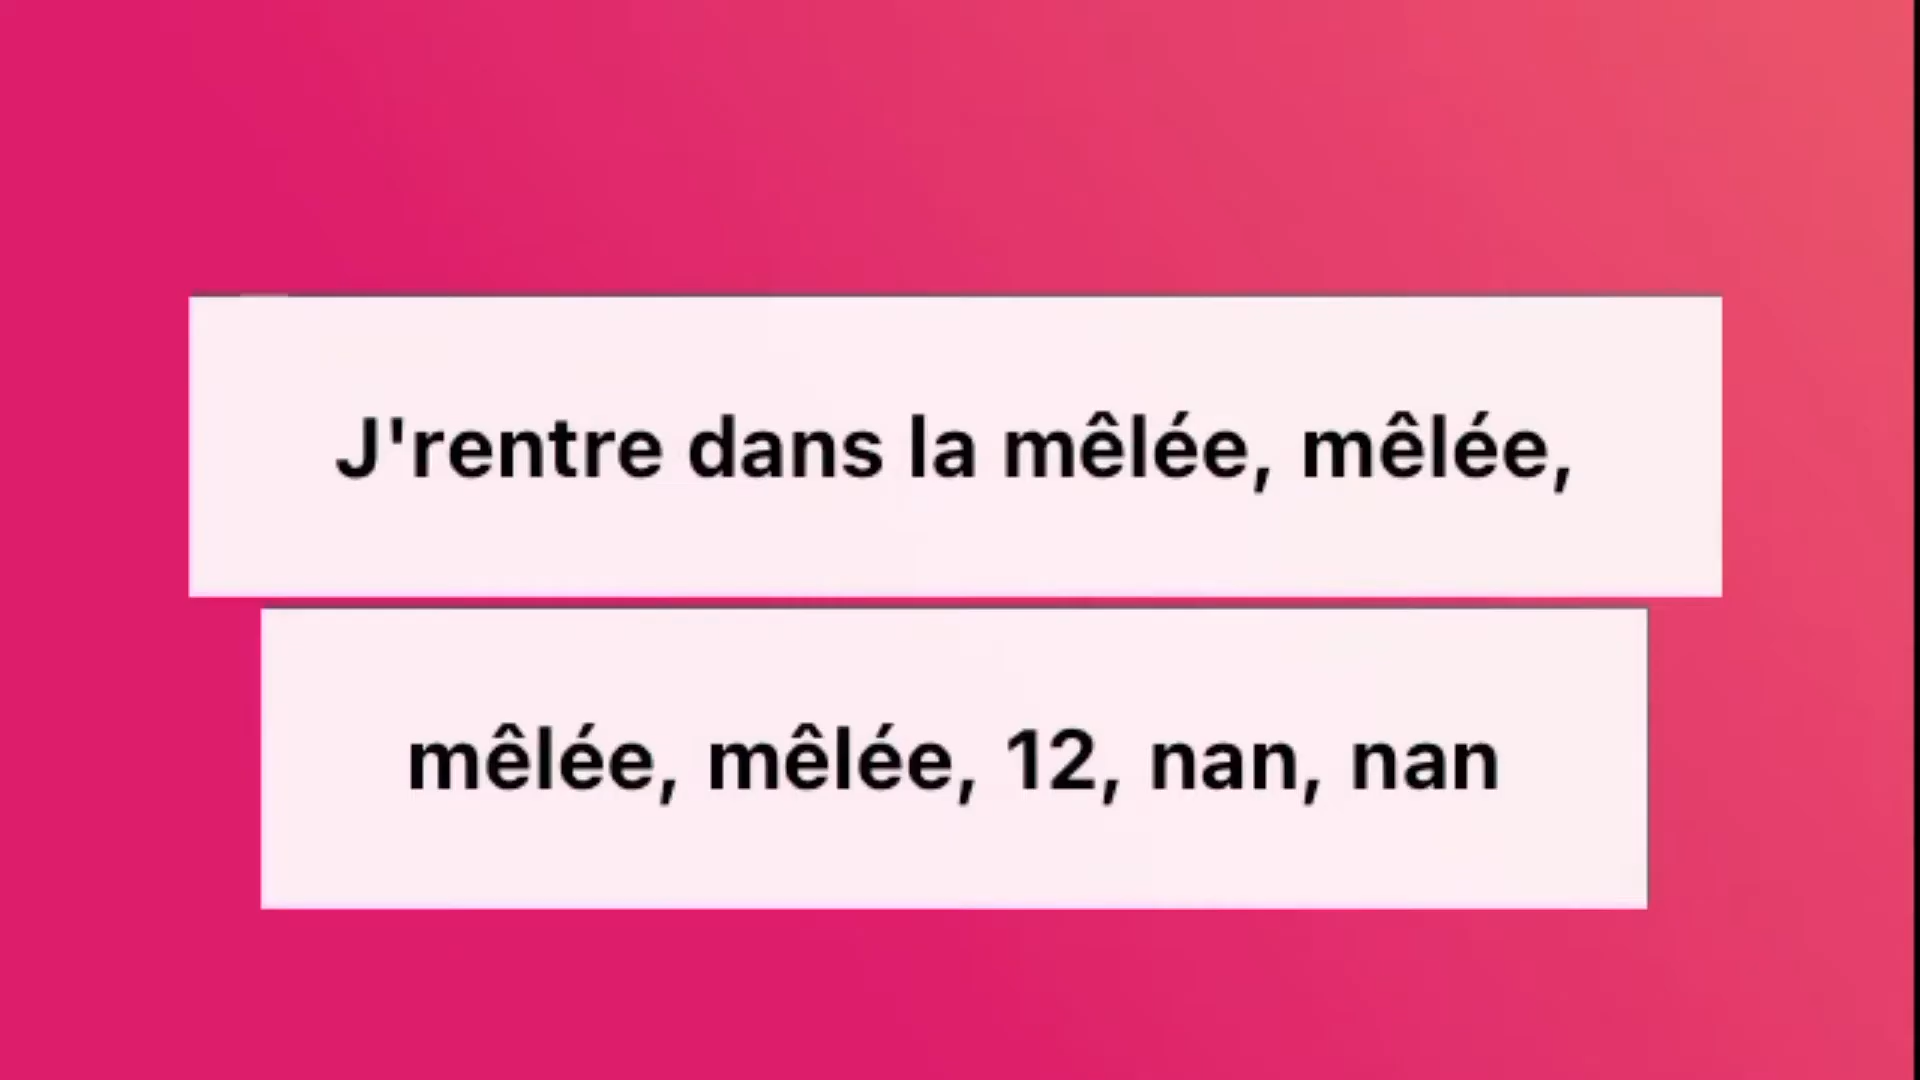 J'rentre dans la mêlée, mêlée,
mêlée, mêlée, 12, nan, nan